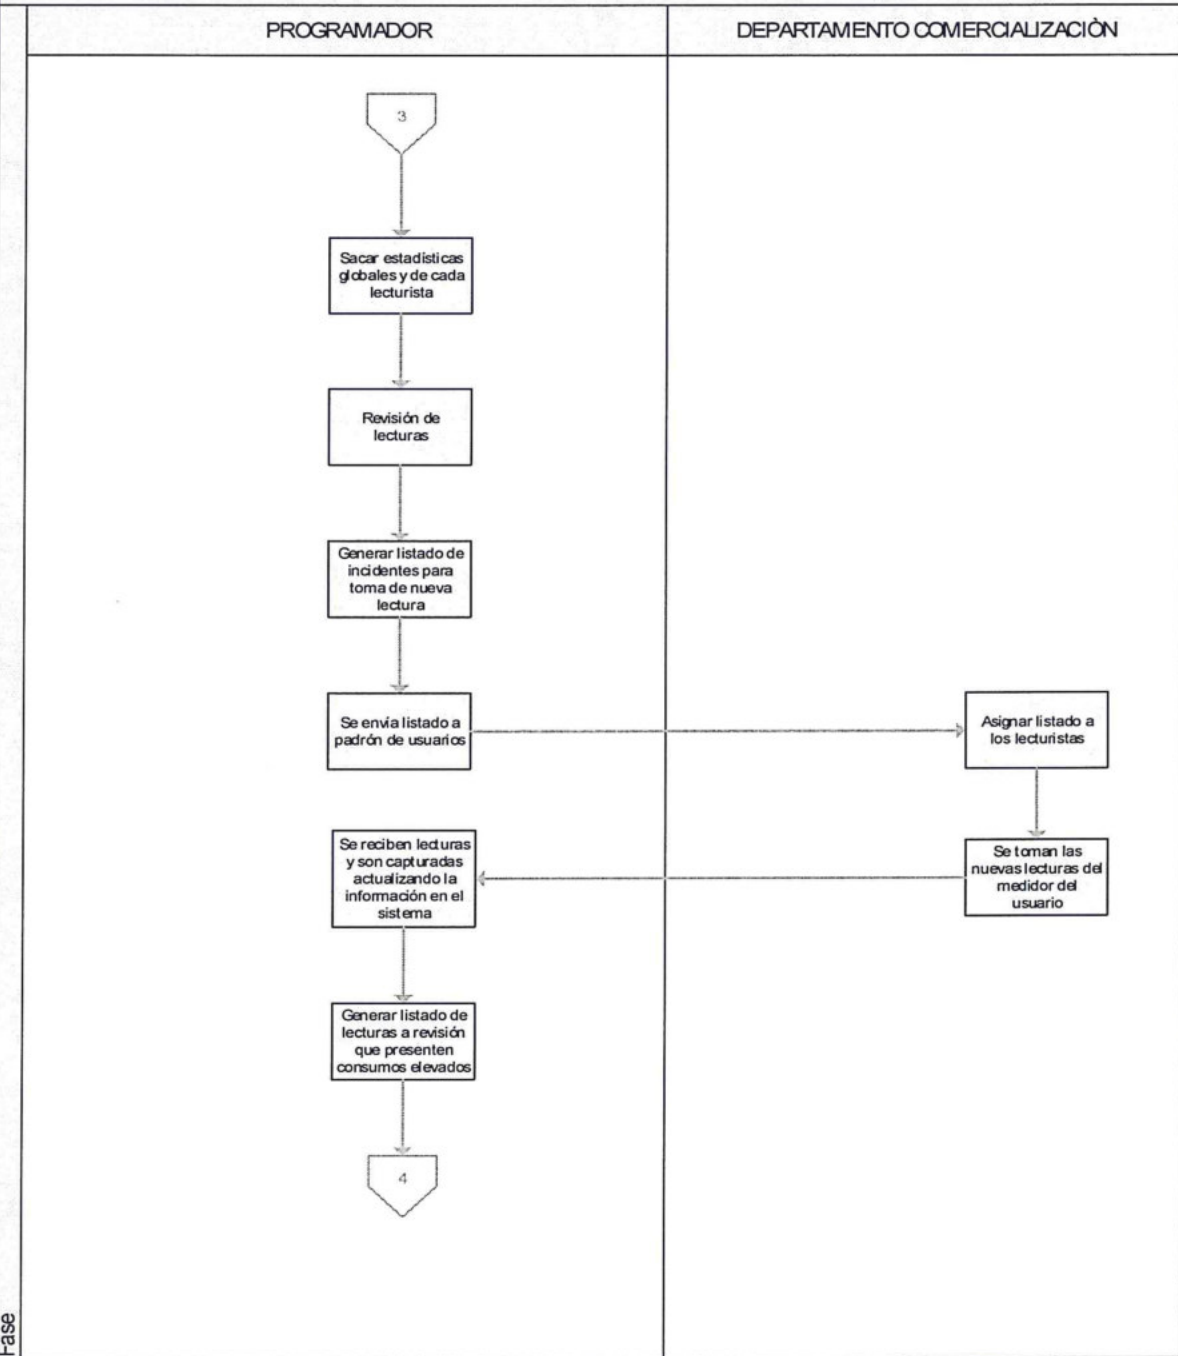 PROGRAMADOR
DEPARTAMENTO COMERCIALIZACIÒN
3
Sacar estadísticas
globales y de cada
lecturista
Revisión de
lecturas
Generar listado de
incidentes para
toma de nueva
lectura
Se envía listado a
padrón de usuarios
Asignar listado a
los lecturistas
Se reciben lecturas
y son capturadas
actualizando la
información en el
sistema
Se toman las
nuevas lecturas del
medidor del
usuario
Generar listado de
lecturas a revisión
que presenten
consumos elevados
4
Fase